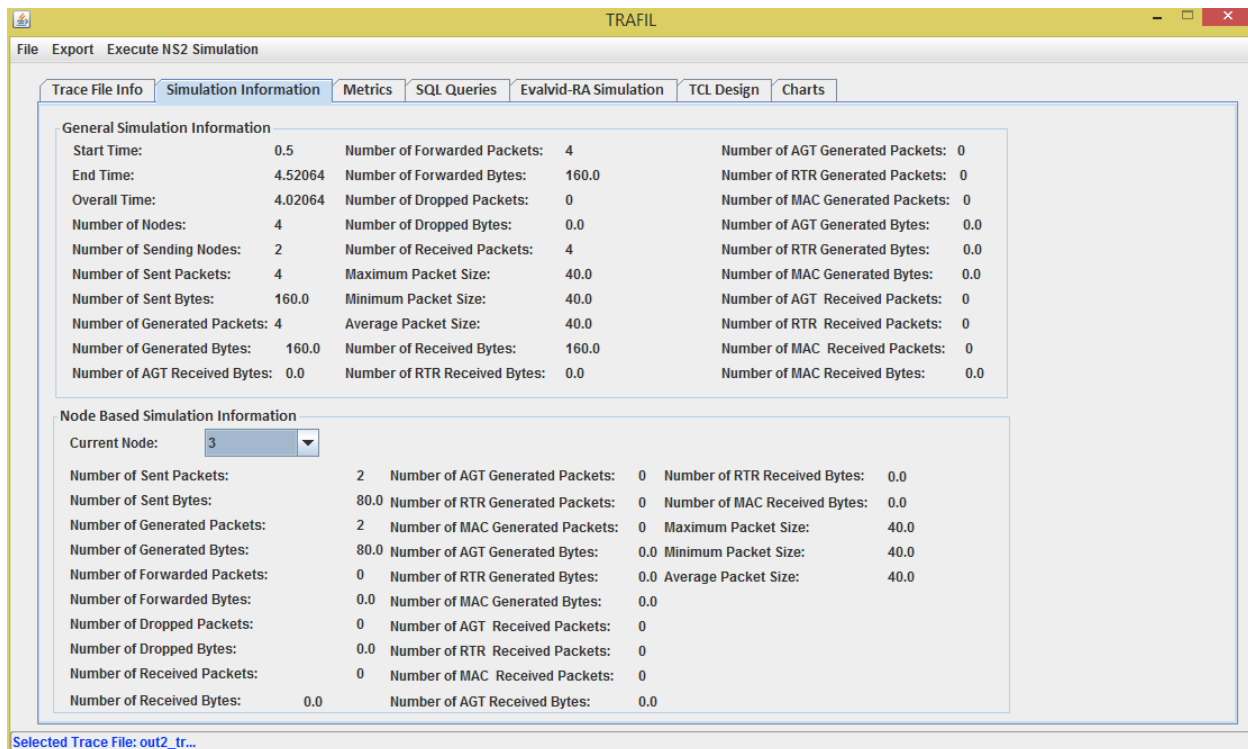 TRAFIL
File Export Execute NS2 Simulation
Trace File Info Simulation Information Metrics SQL Queries Evalvid-RA Simulation TCL Design Charts
General Simulation Information
Start Time: 0.5 Number of Forwarded Packets: 4 Number of AGT Generated Packets: 0
End Time: 4.52064 Number of Forwarded Bytes: 160.0 Number of RTR Generated Packets: 0
Overall Time: 4.02064 Number of Dropped Packets: 0 Number of MAC Generated Packets: 0
Number of Nodes: 4 Number of Dropped Bytes: 0.0 Number of AGT Generated Bytes: 0.0
Number of Sending Nodes: 2 Number of Received Packets: 4 Number of RTR Generated Bytes: 0.0
Number of Sent Packets: 4 Maximum Packet Size: 40.0 Number of MAC Generated Bytes: 0.0
Number of Sent Bytes: 160.0 Minimum Packet Size: 40.0 Number of AGT Received Packets: 0
Number of Generated Packets: 4 Average Packet Size: 40.0 Number of RTR Received Packets: 0
Number of Generated Bytes: 160.0 Number of Received Bytes: 160.0 Number of MAC Received Packets: 0
Number of AGT Received Bytes: 0.0 Number of RTR Received Bytes: 0.0 Number of MAC Received Bytes: 0.0
Node Based Simulation Information
Current Node: 3
Number of Sent Packets: 2 Number of AGT Generated Packets: 0 Number of RTR Received Bytes: 0.0
Number of Sent Bytes: 80.0 Number of RTR Generated Packets: 0 Number of MAC Received Bytes: 0.0
Number of Generated Packets: 2 Number of MAC Generated Packets: 0 Maximum Packet Size: 40.0
Number of Generated Bytes: 80.0 Number of AGT Generated Bytes: 0.0 Minimum Packet Size: 40.0
Number of Forwarded Packets: 0 Number of RTR Generated Bytes: 0.0 Average Packet Size: 40.0
Number of Forwarded Bytes: 0.0 Number of MAC Generated Bytes: 0.0
Number of Dropped Packets: 0 Number of AGT Received Packets: 0
Number of Dropped Bytes: 0.0 Number of RTR Received Packets: 0
Number of Received Packets: 0 Number of MAC Received Packets: 0
Number of Received Bytes: 0.0 Number of AGT Received Bytes: 0.0
Selected Trace File: out2_tr...